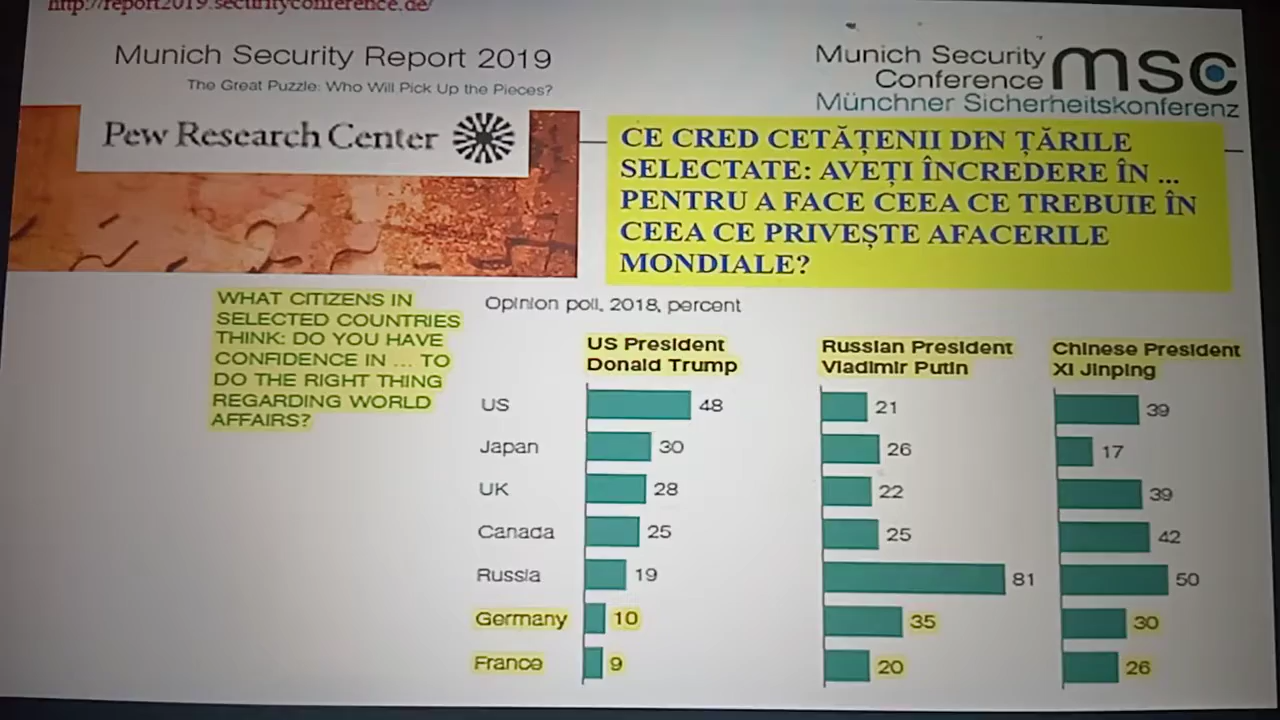 http://report2019.securityconference.de/
Munich Security Report 2019
The Great Puzzle: Who Will Pick Up the Pieces?
Munich Security
Conference
Münchner Sicherheitskonferenz
msc
Pew Research Center
CE CRED CETĂȚENII DIN ȚĂRILE
SELECTATE: AVEȚI ÎNCREDERE ÎN ...
PENTRU A FACE CEEA CE TREBUIE ÎN
CEEA CE PRIVEȘTE AFACERILE
MONDIALE?
WHAT CITIZENS IN
SELECTED COUNTRIES
THINK: DO YOU HAVE
CONFIDENCE IN ... TO
DO THE RIGHT THING
REGARDING WORLD
AFFAIRS?
Opinion poll, 2018, percent
US President
Donald Trump
Russian President
Vladimir Putin
Chinese President
Xi Jinping
US 48 21 39
Japan 30 26 17
UK 28 22 39
Canada 25 25 42
Russia 19 81 50
Germany 10 35 30
France 9 20 26